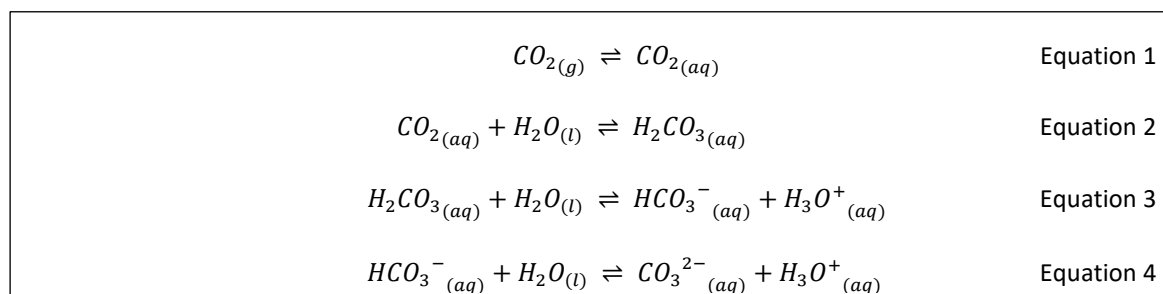 CO₂₍g₎ ⇌ CO₂₍aq₎ Equation 1
CO₂₍aq₎ + H₂O₍l₎ ⇌ H₂CO₃₍aq₎ Equation 2
H₂CO₃₍aq₎ + H₂O₍l₎ ⇌ HCO₃⁻₍aq₎ + H₃O⁺₍aq₎ Equation 3
HCO₃⁻₍aq₎ + H₂O₍l₎ ⇌ CO₃²⁻₍aq₎ + H₃O⁺₍aq₎ Equation 4